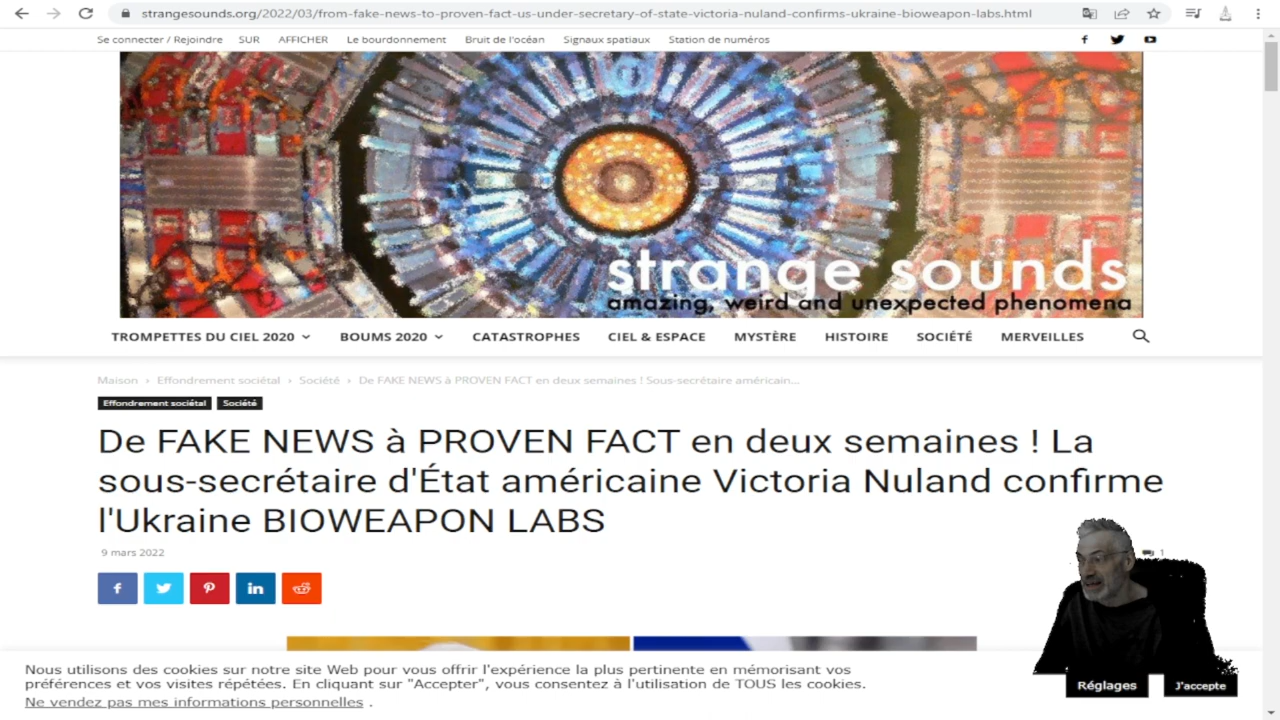 strangesounds.org/2022/03/from-fake-news-to-proven-fact-us-under-secretary-of-state-victoria-nuland-confirms-ukraine-bioweapon-labs.html
Se connecter / Rejoindre SUR AFFICHER Le bourdonnement Bruit de l'océan Signaux spatiaux Station de numéros
strange sounds
amazing, weird and unexpected phenomena
TROMPETTES DU CIEL 2020 BOUMS 2020 CATASTROPHES CIEL & ESPACE MYSTÈRE HISTOIRE SOCIÉTÉ MERVEILLES
Maison › Effondrement sociétal › Société › De FAKE NEWS à PROVEN FACT en deux semaines ! Sous-secrétaire américain...
Effondrement sociétal Société
De FAKE NEWS à PROVEN FACT en deux semaines ! La
sous-secrétaire d'État américaine Victoria Nuland confirme
l'Ukraine BIOWEAPON LABS
9 mars 2022 1
Nous utilisons des cookies sur notre site Web pour vous offrir l'expérience la plus pertinente en mémorisant vos
préférences et vos visites répétées. En cliquant sur "Accepter", vous consentez à l'utilisation de TOUS les cookies.
Ne vendez pas mes informations personnelles .
Réglages J'accepte